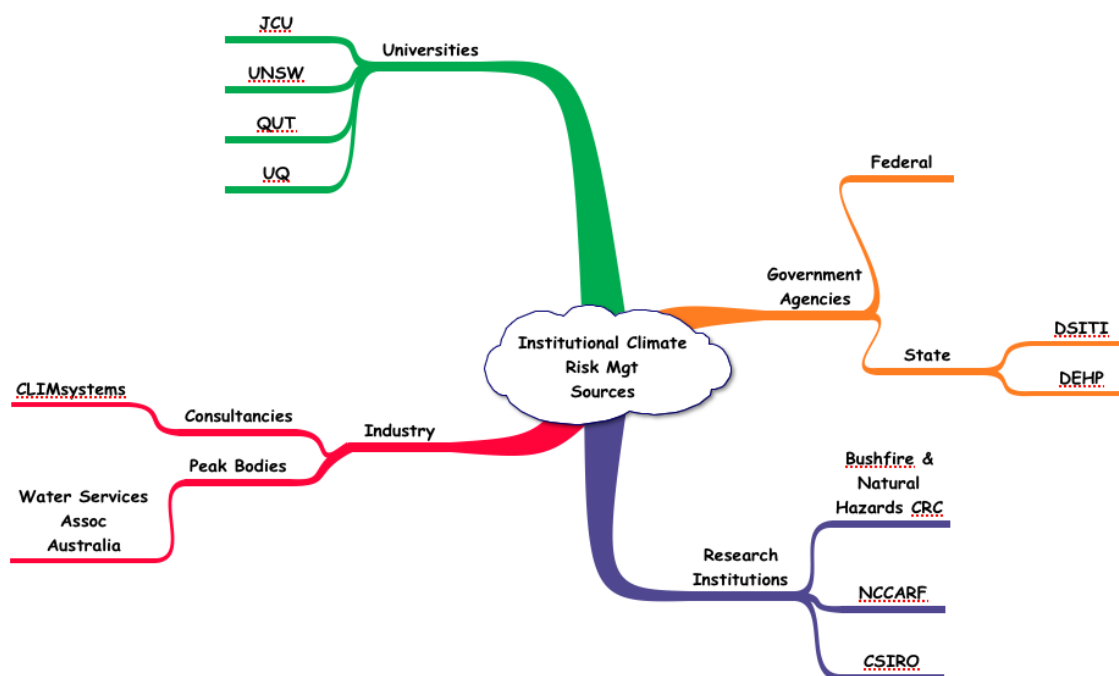 JCU
Universities
UNSW
QUT
UQ
Federal
Government
Agencies
DSITI
State
DEHP
Institutional Climate
Risk Mgt
Sources
CLIMsystems
Consultancies
Industry
Peak Bodies
Water Services
Assoc
Australia
Bushfire &
Natural
Hazards CRC
Research
Institutions
NCCARF
CSIRO